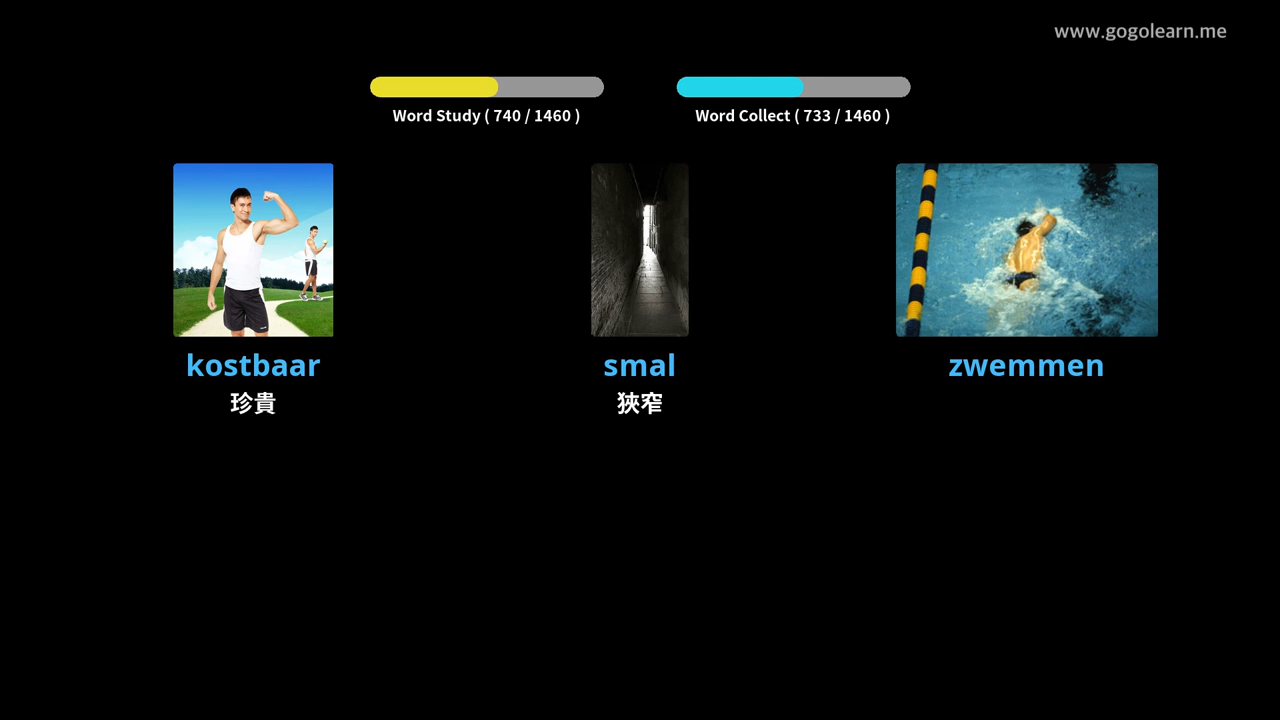 www.gogolearn.me
Word Study ( 740 / 1460 )
Word Collect ( 733 / 1460 )
kostbaar
smal
zwemmen
珍貴
狹窄